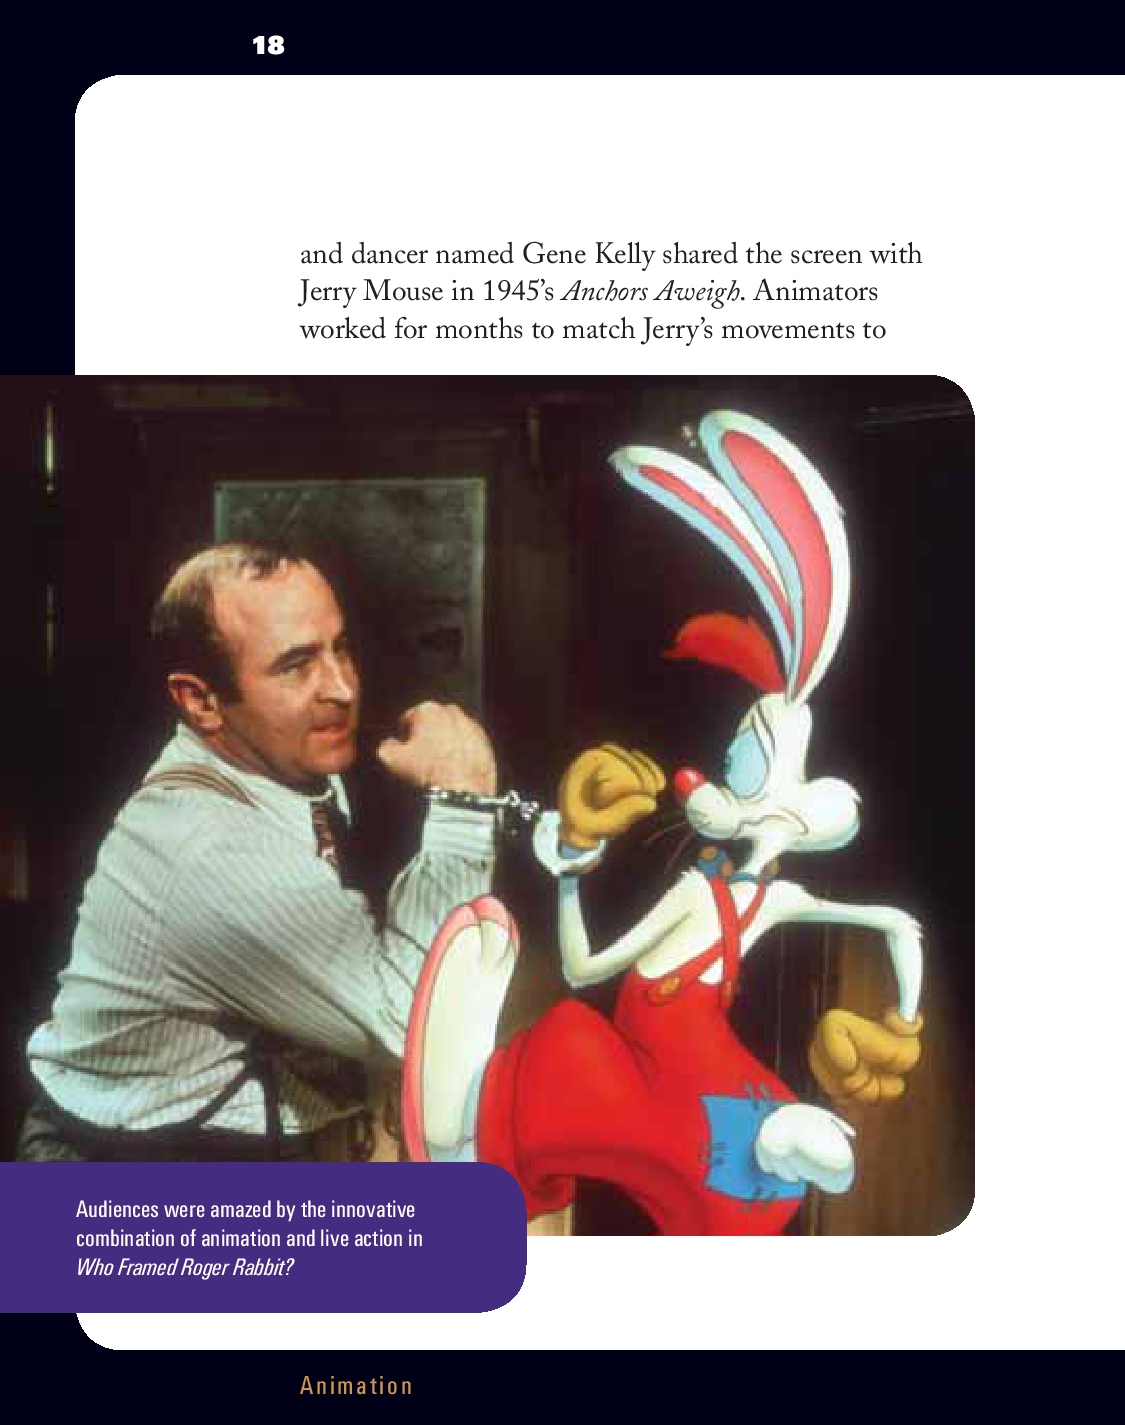 18
and dancer named Gene Kelly shared the screen with
Jerry Mouse in 1945’s Anchors Aweigh. Animators
worked for months to match Jerry’s movements to
Audiences were amazed by the innovative
combination of animation and live action in
Who Framed Roger Rabbit?
Animation